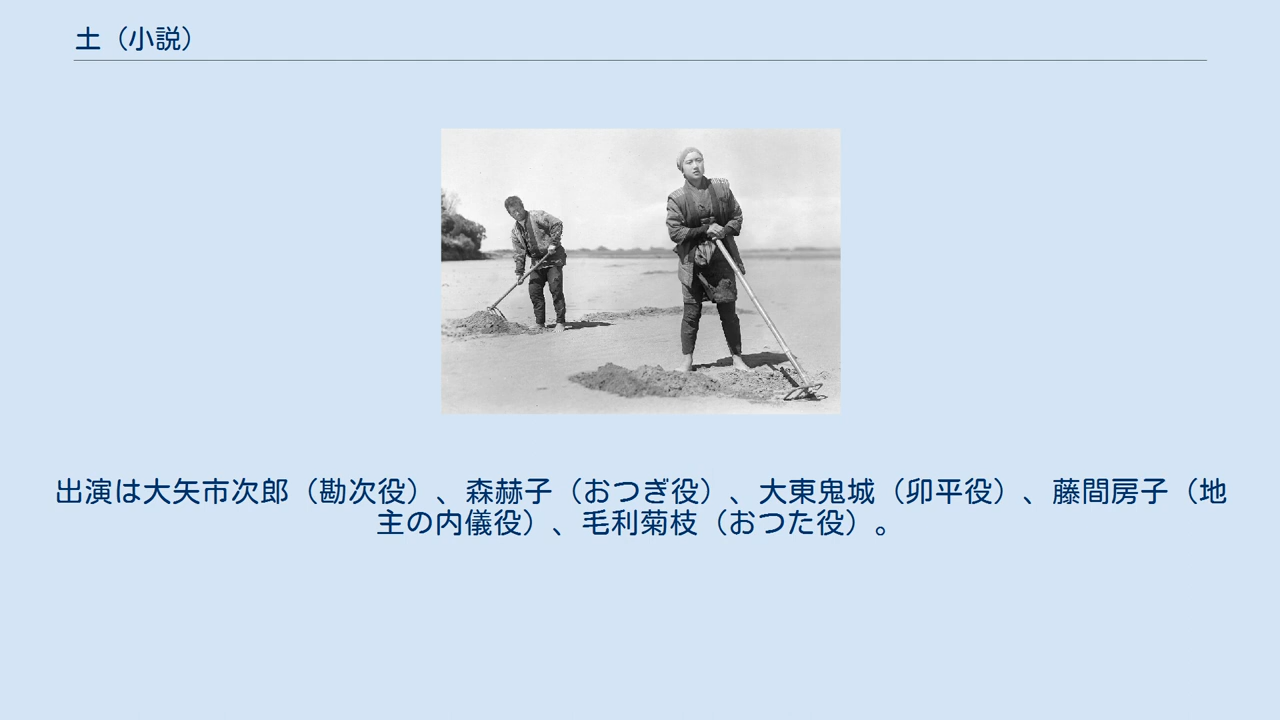 土（小説）
出演は大矢市次郎（勘次役）、森赫子（おつぎ役）、大東鬼城（卯平役）、藤間房子（地
主の内儀役）、毛利菊枝（おつた役）。